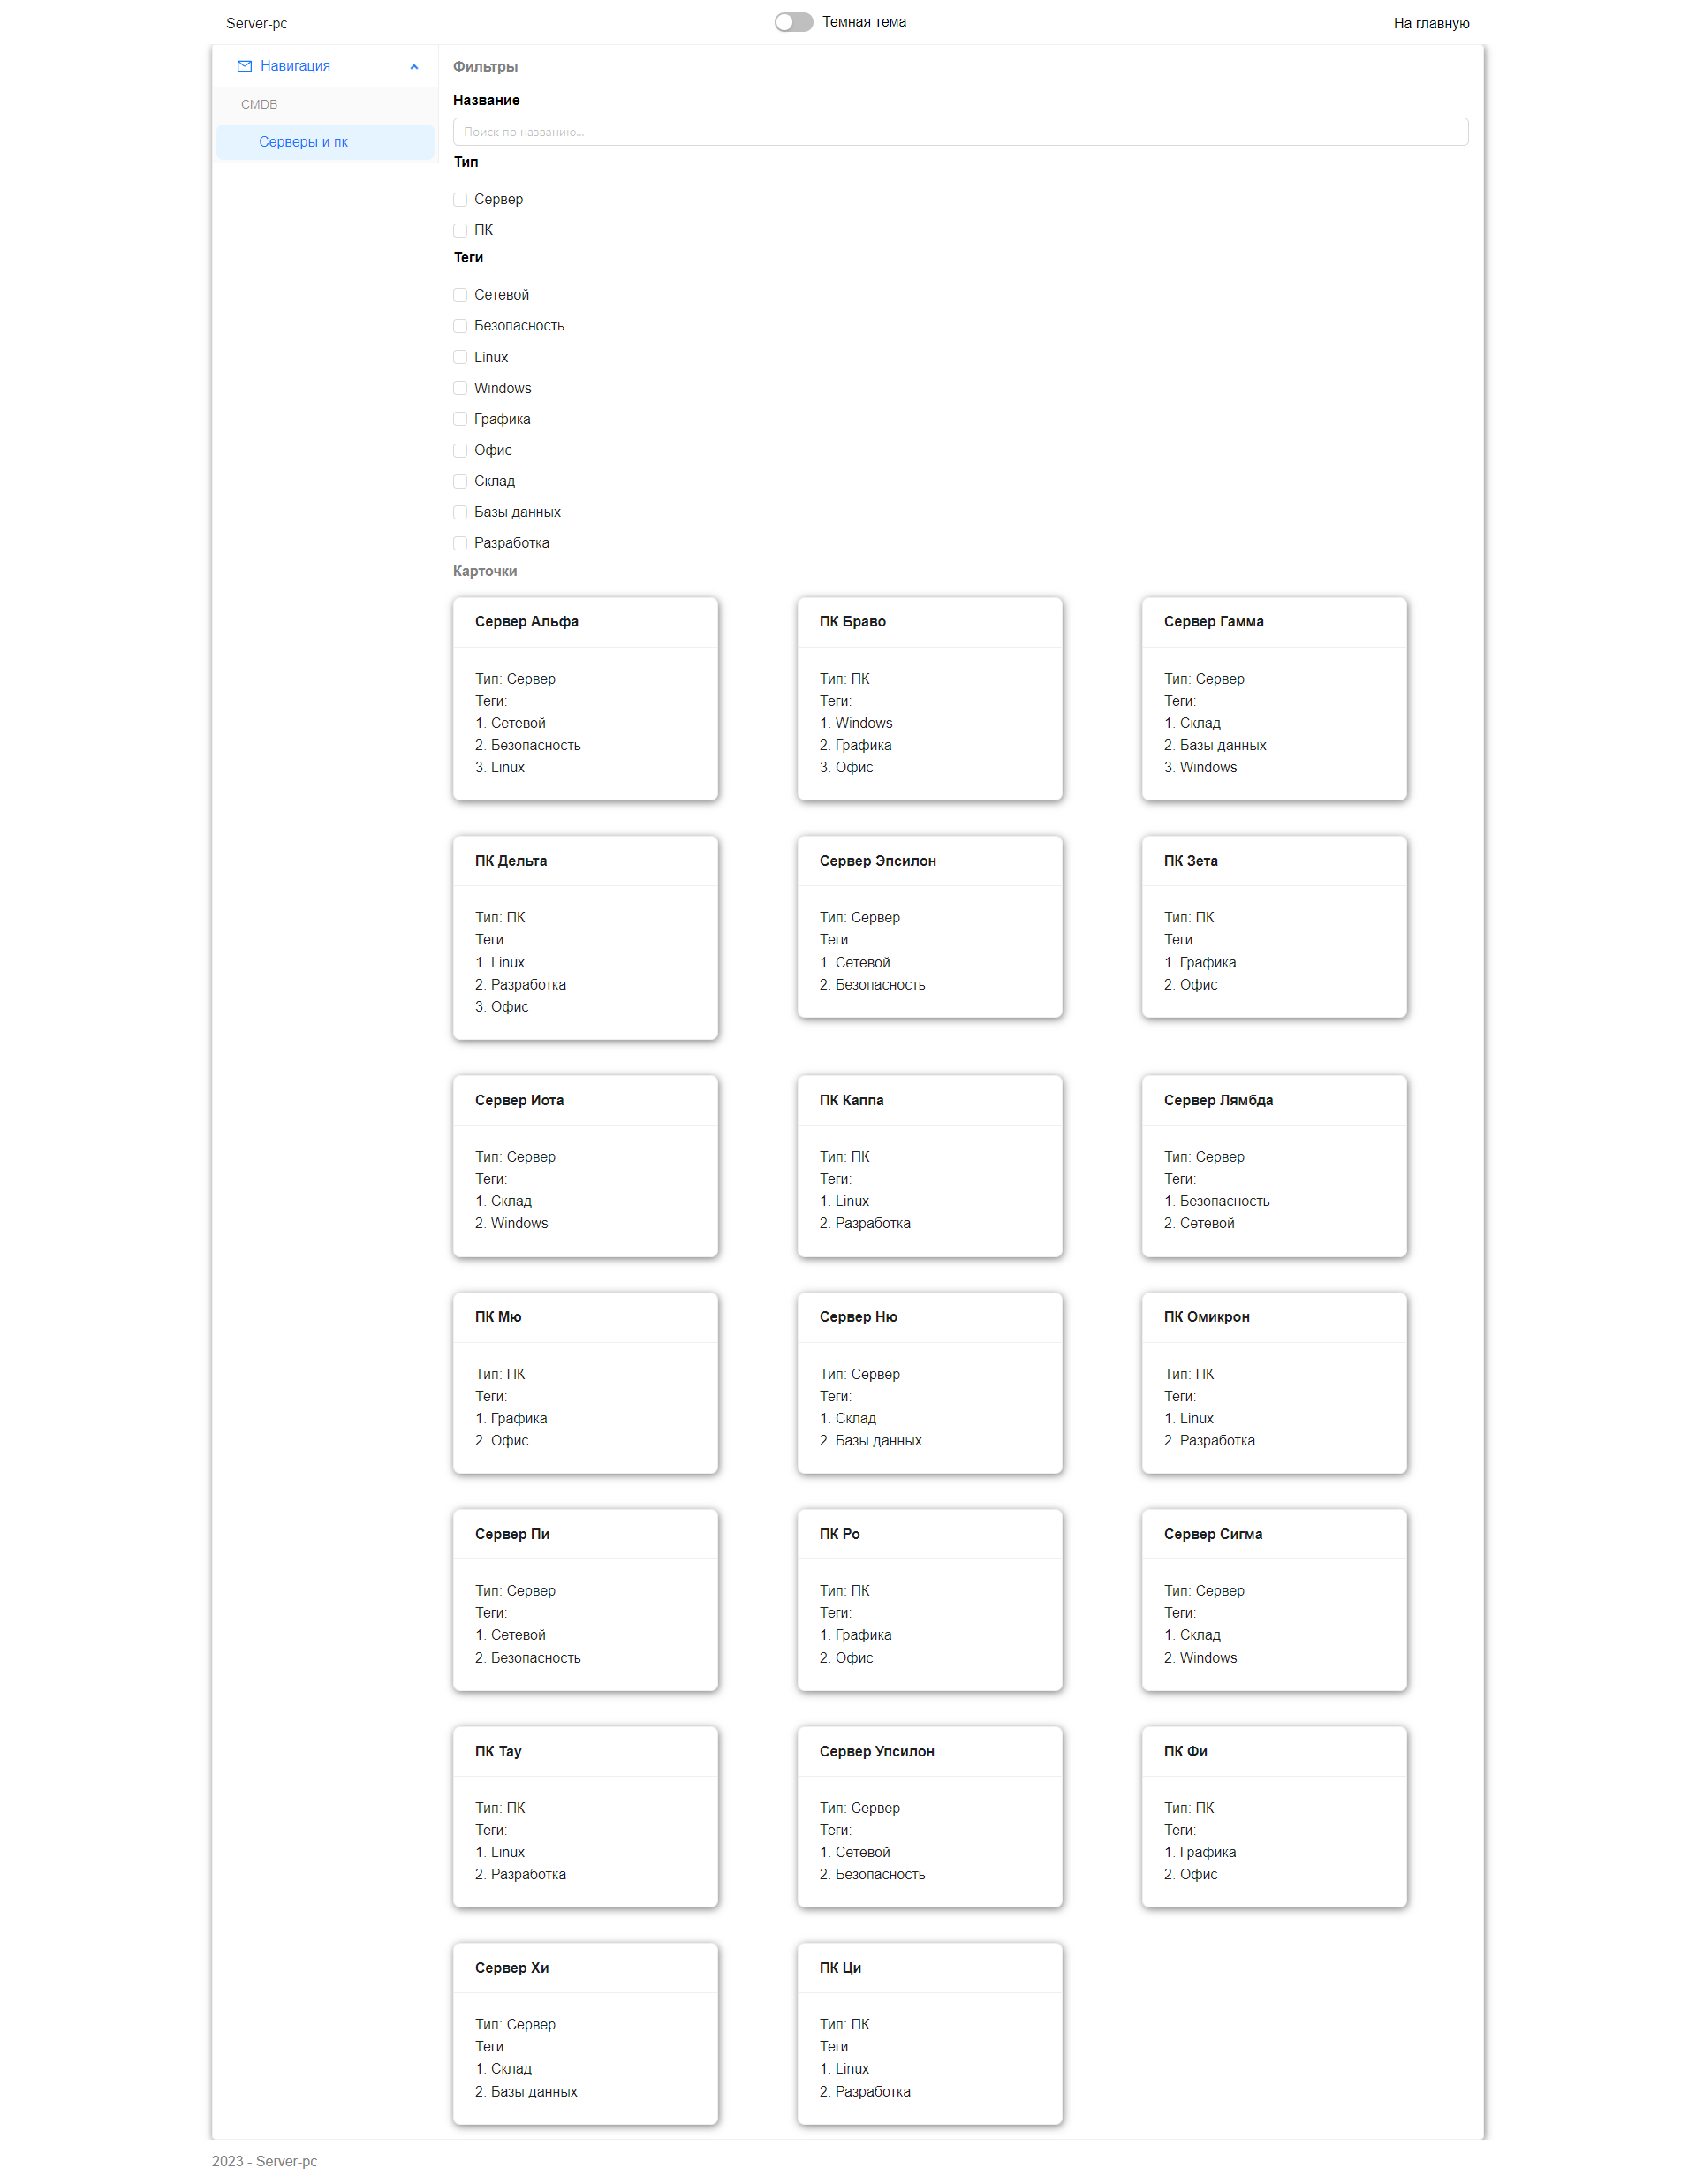 Server-pc
Темная тема
На главную
Навигация
CMDB
Серверы и пк
Фильтры
Название
Поиск по названию...
Тип
Сервер
ПК
Теги
Сетевой
Безопасность
Linux
Windows
Графика
Офис
Склад
Базы данных
Разработка
Карточки
Сервер Альфа
Тип: Сервер
Теги:
1. Сетевой
2. Безопасность
3. Linux
ПК Браво
Тип: ПК
Теги:
1. Windows
2. Графика
3. Офис
Сервер Гамма
Тип: Сервер
Теги:
1. Склад
2. Базы данных
3. Windows
ПК Дельта
Тип: ПК
Теги:
1. Linux
2. Разработка
3. Офис
Сервер Эпсилон
Тип: Сервер
Теги:
1. Сетевой
2. Безопасность
ПК Зета
Тип: ПК
Теги:
1. Графика
2. Офис
Сервер Иота
Тип: Сервер
Теги:
1. Склад
2. Windows
ПК Каппа
Тип: ПК
Теги:
1. Linux
2. Разработка
Сервер Лямбда
Тип: Сервер
Теги:
1. Безопасность
2. Сетевой
ПК Мю
Тип: ПК
Теги:
1. Графика
2. Офис
Сервер Ню
Тип: Сервер
Теги:
1. Склад
2. Базы данных
ПК Омикрон
Тип: ПК
Теги:
1. Linux
2. Разработка
Сервер Пи
Тип: Сервер
Теги:
1. Сетевой
2. Безопасность
ПК Ро
Тип: ПК
Теги:
1. Графика
2. Офис
Сервер Сигма
Тип: Сервер
Теги:
1. Склад
2. Windows
ПК Тау
Тип: ПК
Теги:
1. Linux
2. Разработка
Сервер Упсилон
Тип: Сервер
Теги:
1. Сетевой
2. Безопасность
ПК Фи
Тип: ПК
Теги:
1. Графика
2. Офис
Сервер Хи
Тип: Сервер
Теги:
1. Склад
2. Базы данных
ПК Ци
Тип: ПК
Теги:
1. Linux
2. Разработка
2023 - Server-pc